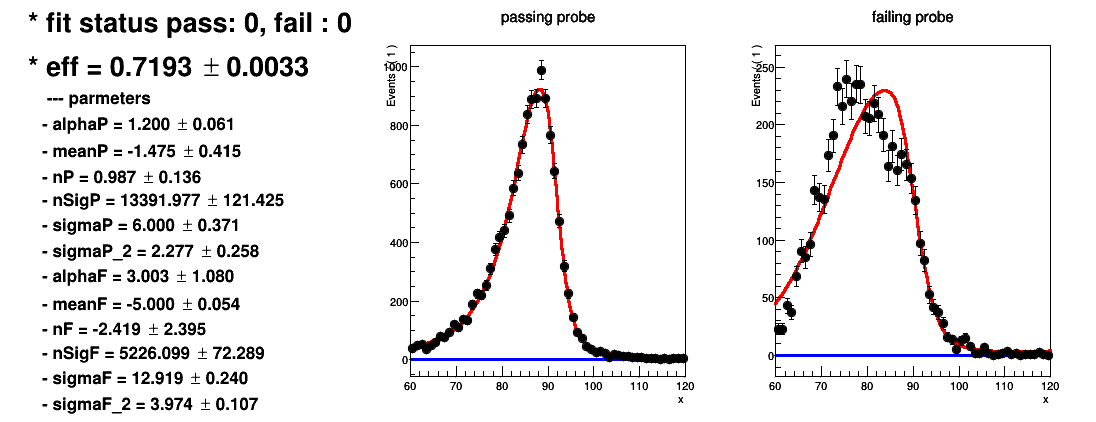 * fit status pass: 0, fail : 0
* eff = 0.7193 ± 0.0033
--- parmeters
- alphaP = 1.200 ± 0.061
- meanP = -1.475 ± 0.415
- nP = 0.987 ± 0.136
- nSigP = 13391.977 ± 121.425
- sigmaP = 6.000 ± 0.371
- sigmaP_2 = 2.277 ± 0.258
- alphaF = 3.003 ± 1.080
- meanF = -5.000 ± 0.054
- nF = -2.419 ± 2.395
- nSigF = 5226.099 ± 72.289
- sigmaF = 12.919 ± 0.240
- sigmaF_2 = 3.974 ± 0.107
passing probe
Events / ( 1 )
1000
800
600
400
200
0
60 70 80 90 100 110 120
x
failing probe
Events / ( 1 )
250
200
150
100
50
0
60 70 80 90 100 110 120
x